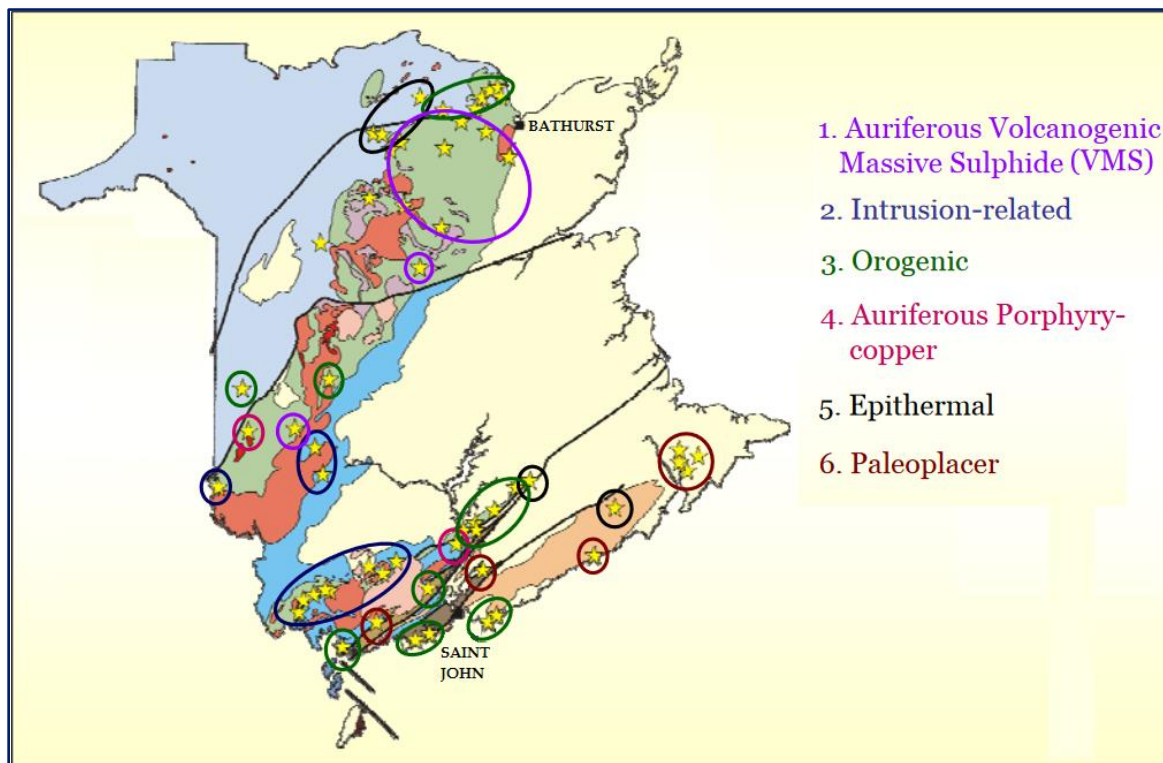 BATHURST
1. Auriferous Volcanogenic
Massive Sulphide (VMS)
2. Intrusion-related
3. Orogenic
4. Auriferous Porphyry-
copper
5. Epithermal
6. Paleoplacer
SAINT
JOHN